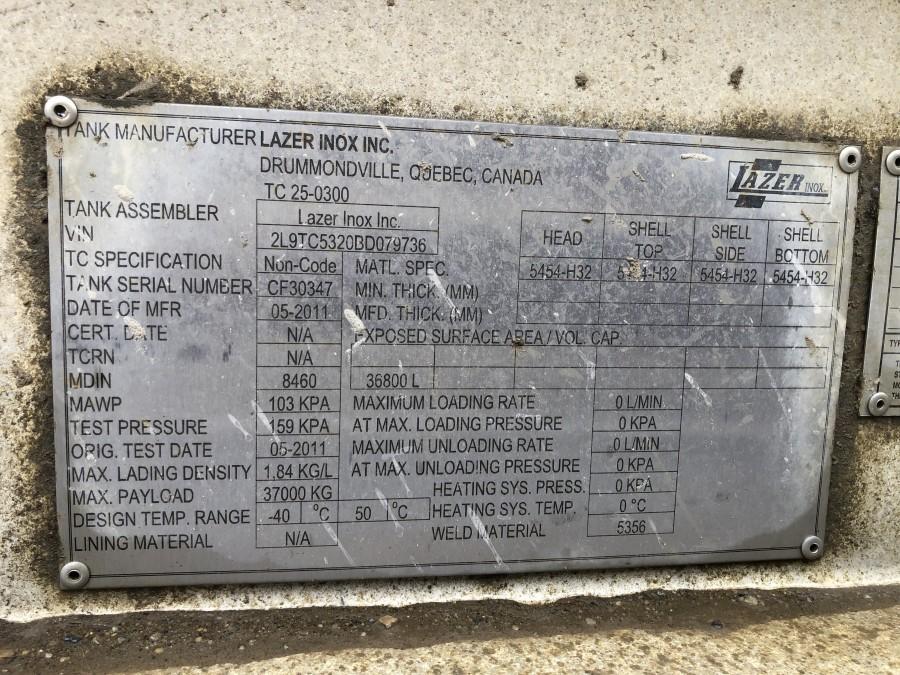 TANK MANUFACTURER LAZER INOX INC.
DRUMMONDVILLE, QUEBEC, CANADA
TC 25-0300
LAZER INOX INC.
TANK ASSEMBLER Lazer Inox Inc.
VIN 2L9TC5320BD079736
HEAD SHELL TOP SHELL SIDE SHELL BOTTOM
TC SPECIFICATION Non-Code MATL. SPEC. 5454-H32 5454-H32 5454-H32 5454-H32
TANK SERIAL NUMBER CF30347 MIN. THICK. (MM)
DATE OF MFR 05-2011 MFD. THICK. (MM)
CERT. DATE N/A EXPOSED SURFACE AREA / VOL. CAP.
TCRN N/A
MDIN 8460 36800 L
MAWP 103 KPA MAXIMUM LOADING RATE 0 L/MIN
TEST PRESSURE 159 KPA AT MAX. LOADING PRESSURE 0 KPA
ORIG. TEST DATE 05-2011 MAXIMUM UNLOADING RATE 0 L/MIN
MAX. LADING DENSITY 1.84 KG/L AT MAX. UNLOADING PRESSURE 0 KPA
MAX. PAYLOAD 37000 KG HEATING SYS. PRESS. 0 KPA
DESIGN TEMP. RANGE -40 °C 50 °C HEATING SYS. TEMP. 0 °C
LINING MATERIAL N/A WELD MATERIAL 5356